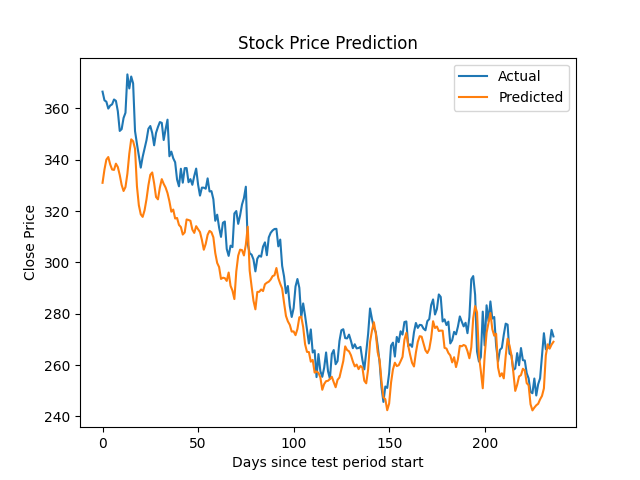 Stock Price Prediction
Actual
Predicted
Close Price
360
340
320
300
280
260
240
0 50 100 150 200
Days since test period start